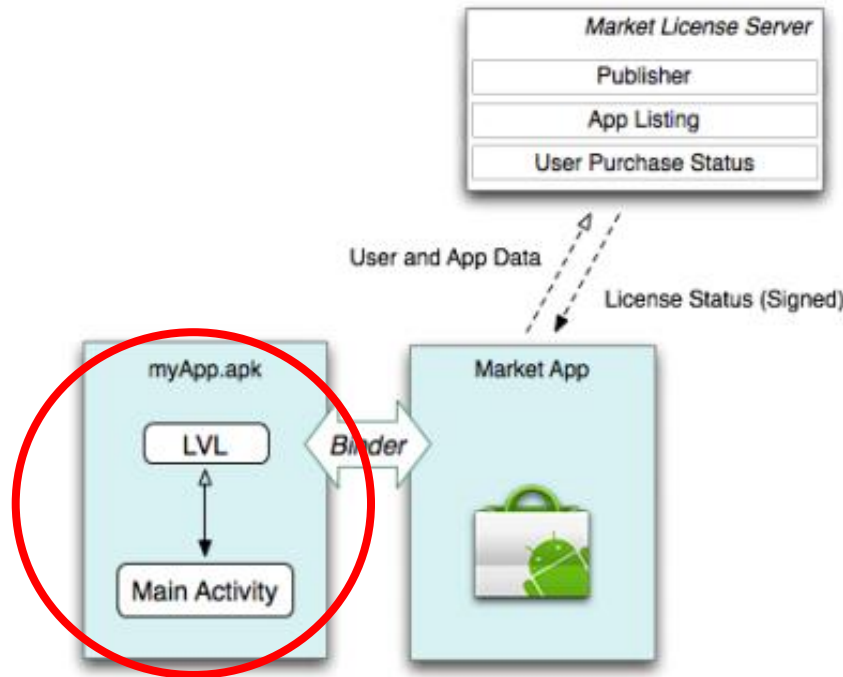 Market License Server
Publisher
App Listing
User Purchase Status
User and App Data
License Status (Signed)
myApp.apk
LVL
Main Activity
Binder
Market App